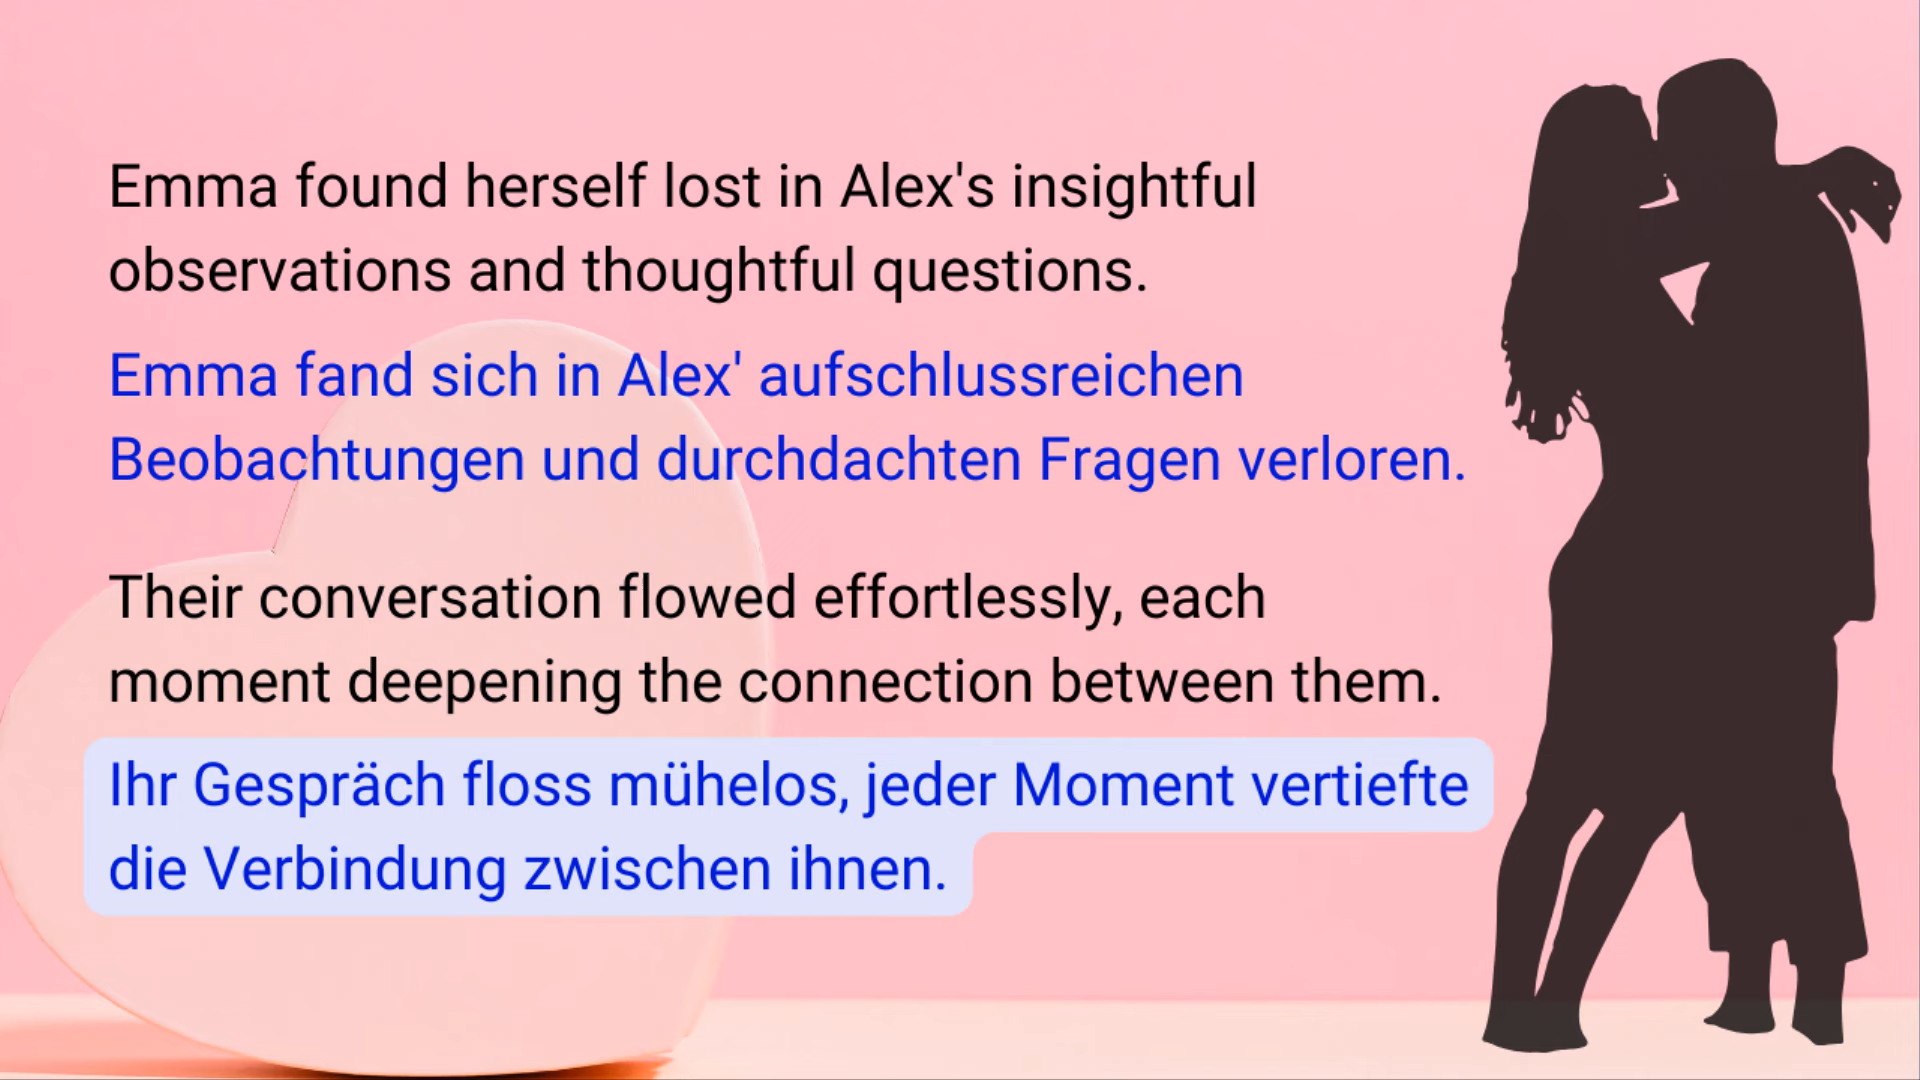 Emma found herself lost in Alex's insightful
observations and thoughtful questions.
Emma fand sich in Alex' aufschlussreichen
Beobachtungen und durchdachten Fragen verloren.
Their conversation flowed effortlessly, each
moment deepening the connection between them.
Ihr Gespräch floss mühelos, jeder Moment vertiefte
die Verbindung zwischen ihnen.